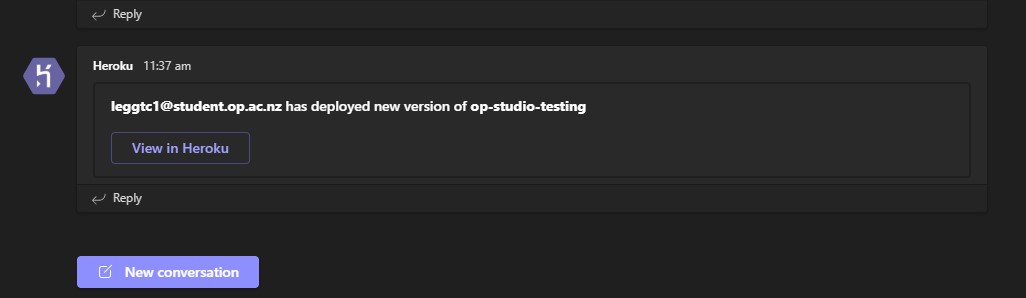 Reply
Heroku 11:37 am
leggtc1@student.op.ac.nz has deployed new version of op-studio-testing
View in Heroku
Reply
New conversation